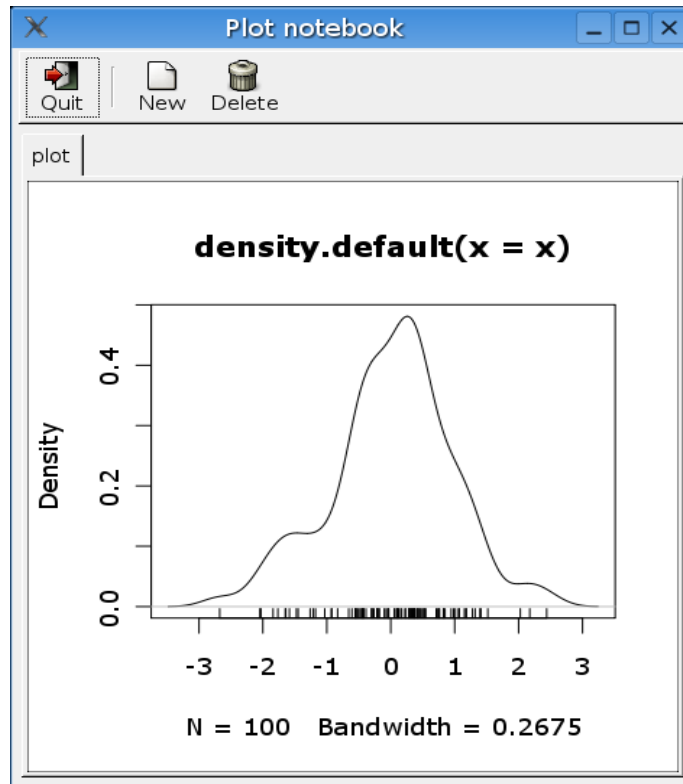 Plot notebook
Quit New Delete
plot
density.default(x = x)
Density
0.4
0.2
0.0
-3 -2 -1 0 1 2 3
N = 100 Bandwidth = 0.2675